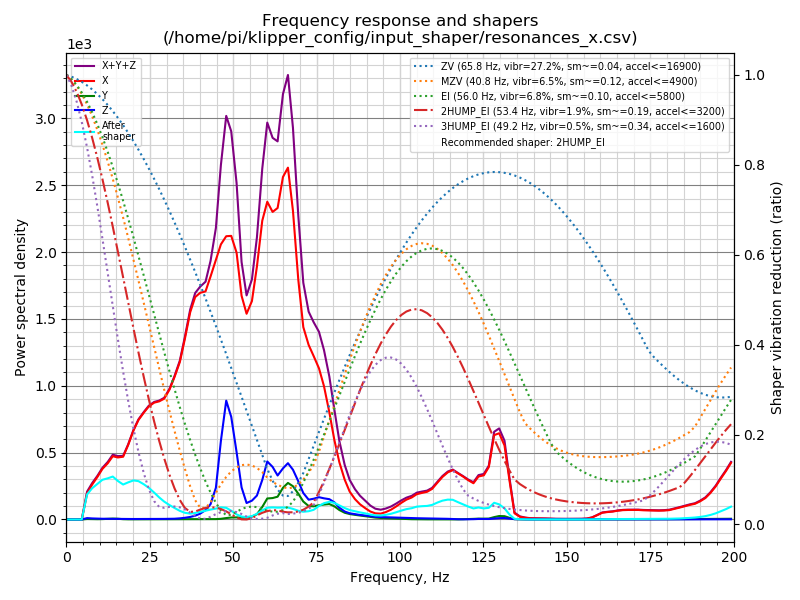 Frequency response and shapers
(/home/pi/klipper_config/input_shaper/resonances_x.csv)
1e3
X+Y+Z
X
Y
Z
After
shaper
ZV (65.8 Hz, vibr=27.2%, sm~=0.04, accel<=16900)
MZV (40.8 Hz, vibr=6.5%, sm~=0.12, accel<=4900)
EI (56.0 Hz, vibr=6.8%, sm~=0.10, accel<=5800)
2HUMP_EI (53.4 Hz, vibr=1.9%, sm~=0.19, accel<=3200)
3HUMP_EI (49.2 Hz, vibr=0.5%, sm~=0.34, accel<=1600)
Recommended shaper: 2HUMP_EI
Power spectral density
3.0
2.5
2.0
1.5
1.0
0.5
0.0
1.0
0.8
0.6
0.4
0.2
0.0
Shaper vibration reduction (ratio)
0 25 50 75 100 125 150 175 200
Frequency, Hz